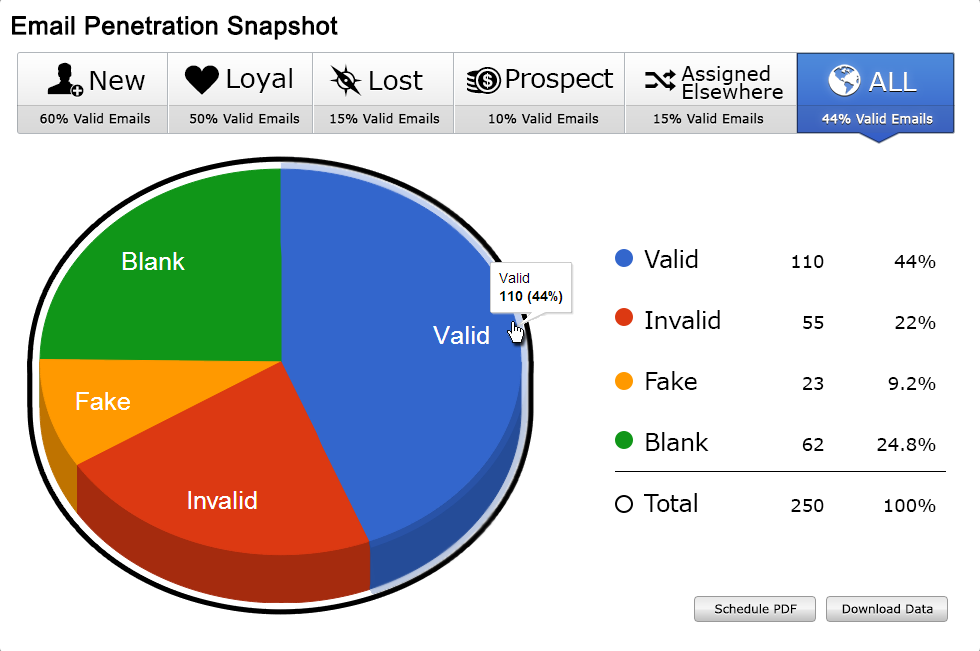 Email Penetration Snapshot
New
Loyal
Lost
Prospect
Assigned
Elsewhere
ALL
60% Valid Emails
50% Valid Emails
15% Valid Emails
10% Valid Emails
15% Valid Emails
44% Valid Emails
Blank
Valid
110 (44%)
Valid
Fake
Invalid
Valid 110 44%
Invalid 55 22%
Fake 23 9.2%
Blank 62 24.8%
Total 250 100%
Schedule PDF
Download Data